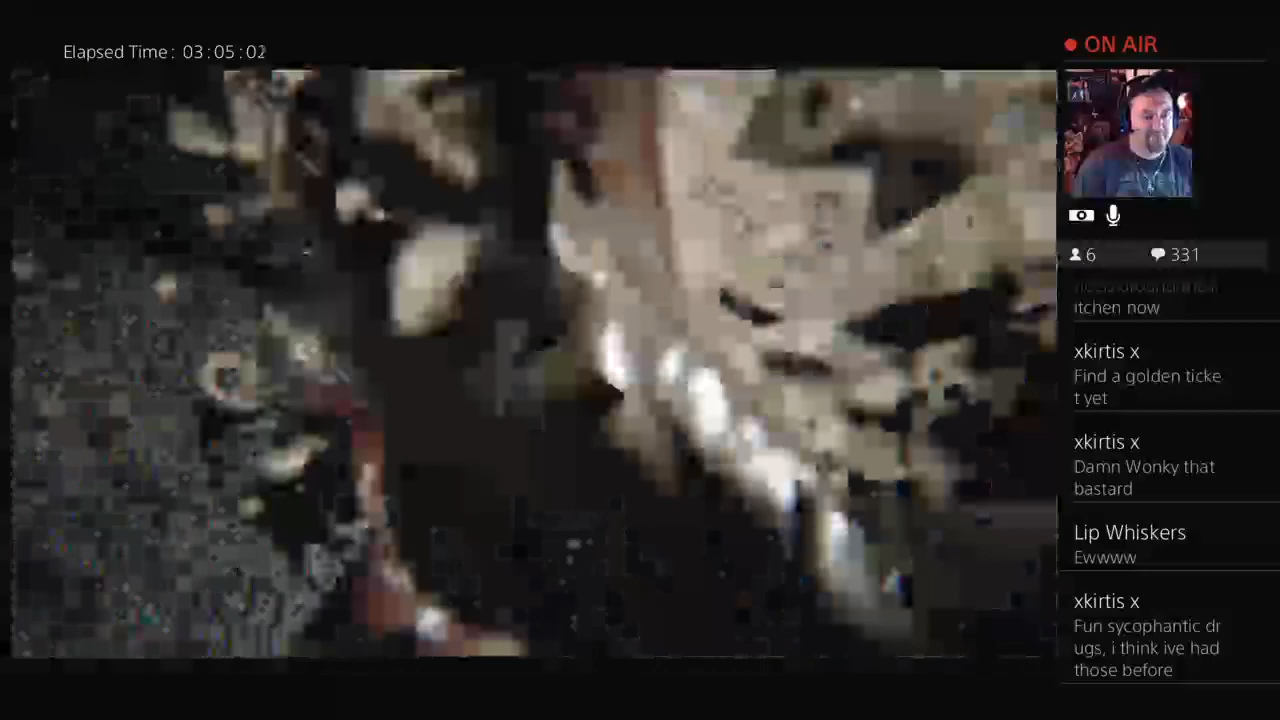 Elapsed Time: 03:05:02
ON AIR
6
331
itchen now
xkirtis x
Find a golden ticke
t yet
xkirtis x
Damn Wonky that
bastard
Lip Whiskers
Ewwww
xkirtis x
Fun sycophantic dr
ugs, i think ive had
those before